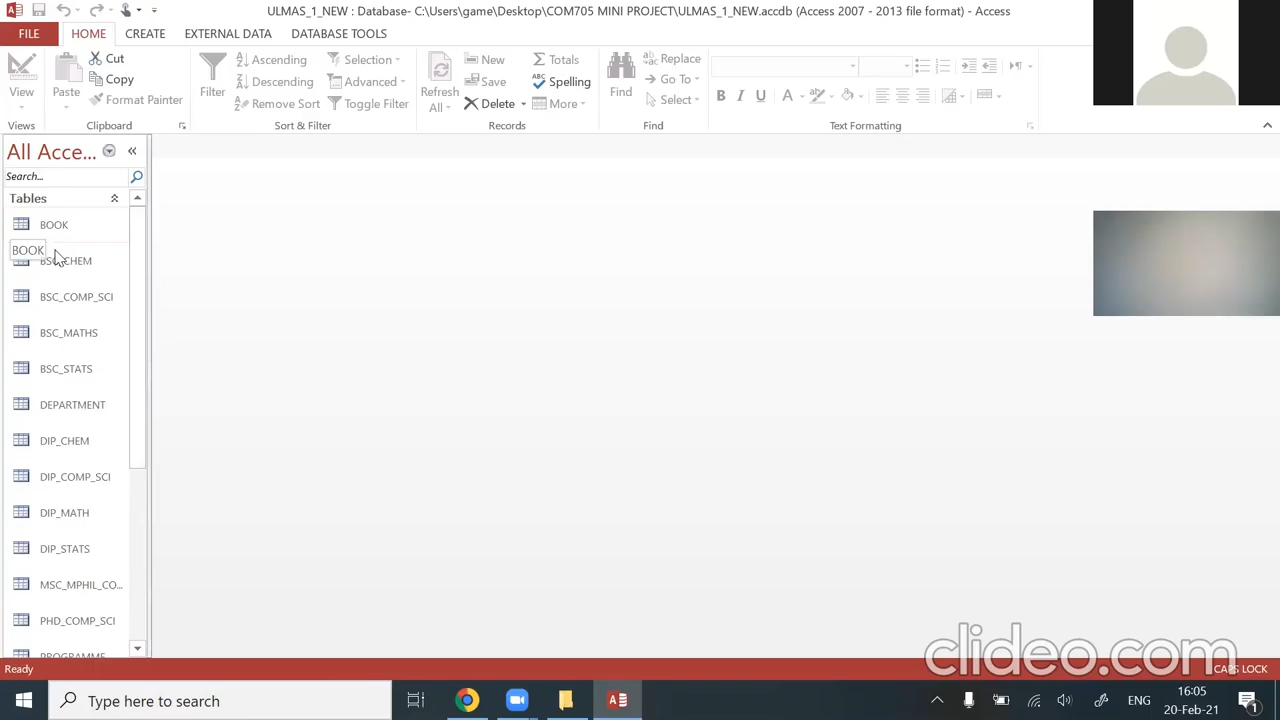 ULMAS_1_NEW : Database- C:\Users\game\Desktop\COM705 MINI PROJECT\ULMAS_1_NEW.accdb (Access 2007 - 2013 file format) - Access
FILE HOME CREATE EXTERNAL DATA DATABASE TOOLS
View
Views
Paste
Cut
Copy
Format Painter
Clipboard
Filter
Ascending
Descending
Remove Sort
Selection
Advanced
Toggle Filter
Sort & Filter
Refresh
All
New
Save
Delete
Totals
ABC
Spelling
More
Records
Find
Replace
Go To
Select
Find
B I U A
Text Formatting
All Acce...
Search...
Tables
BOOK
BOOK
BSC_CHEM
BSC_COMP_SCI
BSC_MATHS
BSC_STATS
DEPARTMENT
DIP_CHEM
DIP_COMP_SCI
DIP_MATH
DIP_STATS
MSC_MPHIL_CO...
PHD_COMP_SCI
PROGRAMME
clideo.com
Ready
CAPS LOCK
Type here to search
ENG
16:05
20-Feb-21
1